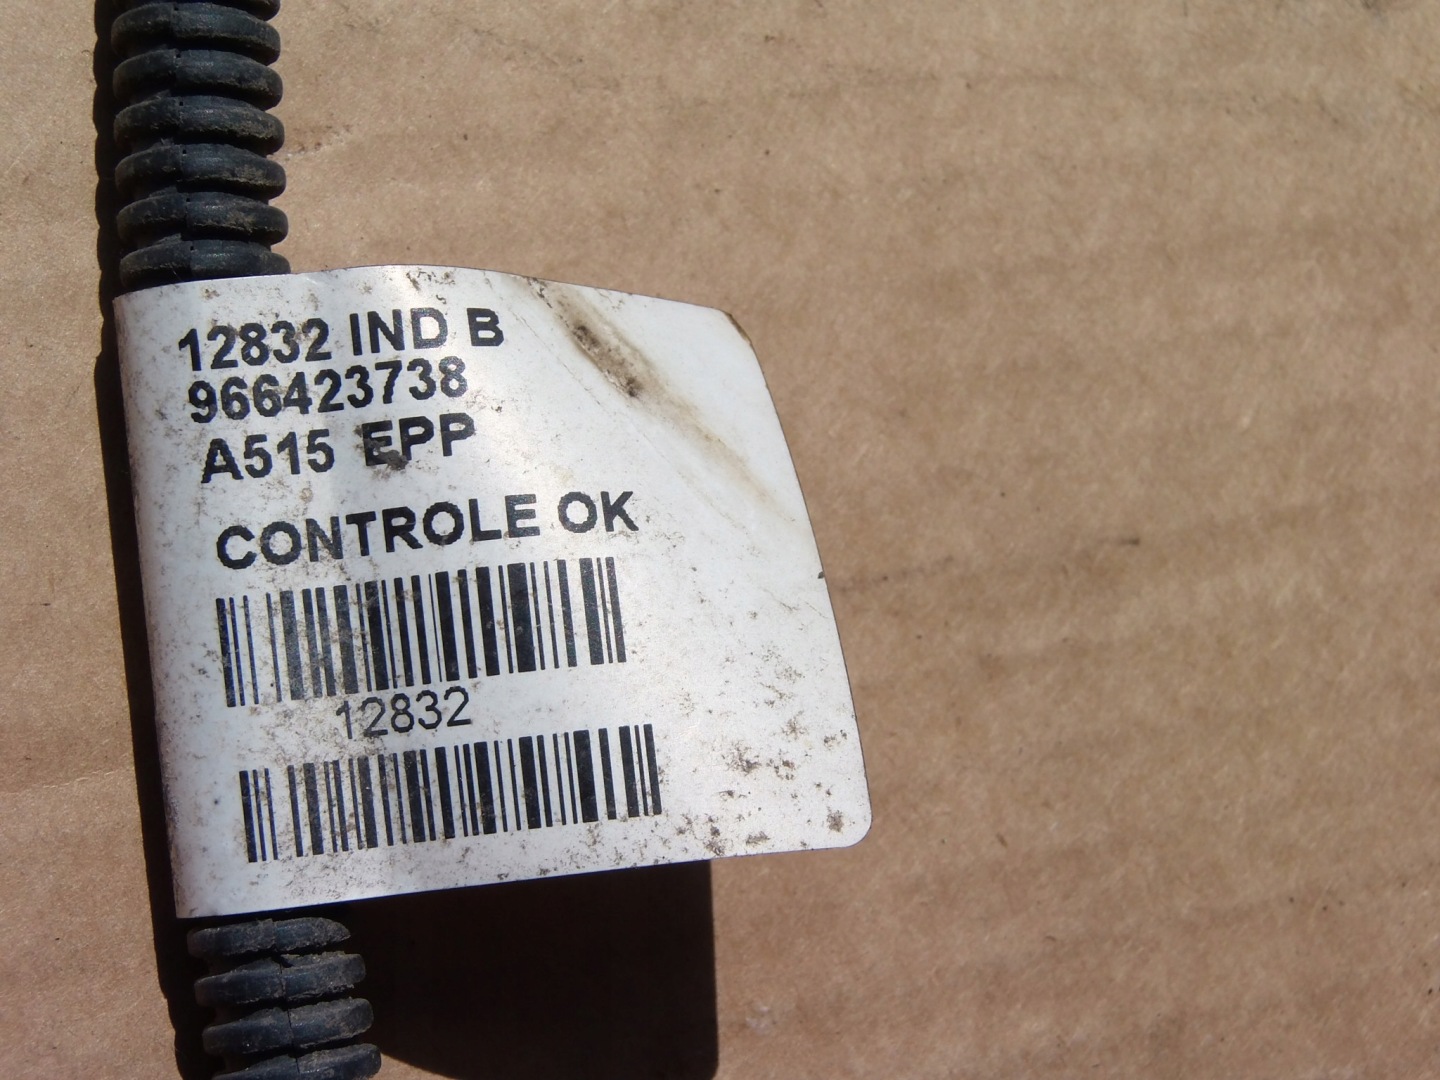 12832 IND B
966423738
A515 EPP
CONTROLE OK
12832